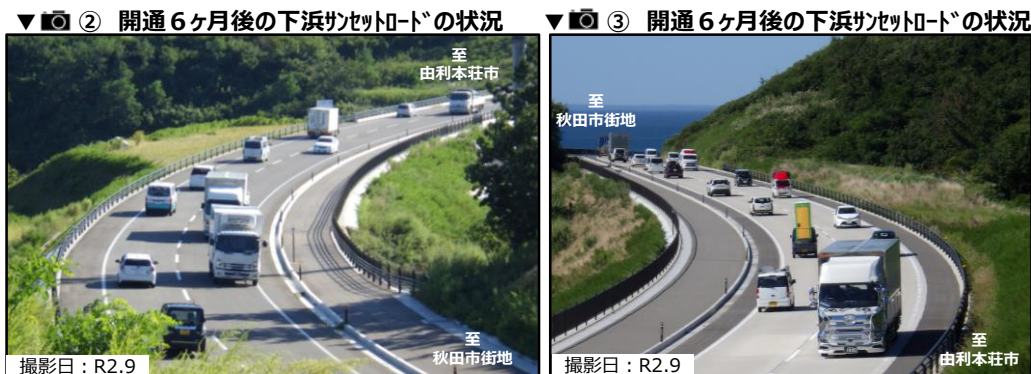 ▼📷 ② 開通６ヶ月後の下浜ｻﾝｾｯﾄﾛｰﾄﾞの状況
至
由利本荘市
至
秋田市街地
撮影日：R2.9
▼📷 ③ 開通６ヶ月後の下浜ｻﾝｾｯﾄﾛｰﾄﾞの状況
至
秋田市街地
至
由利本荘市
撮影日：R2.9